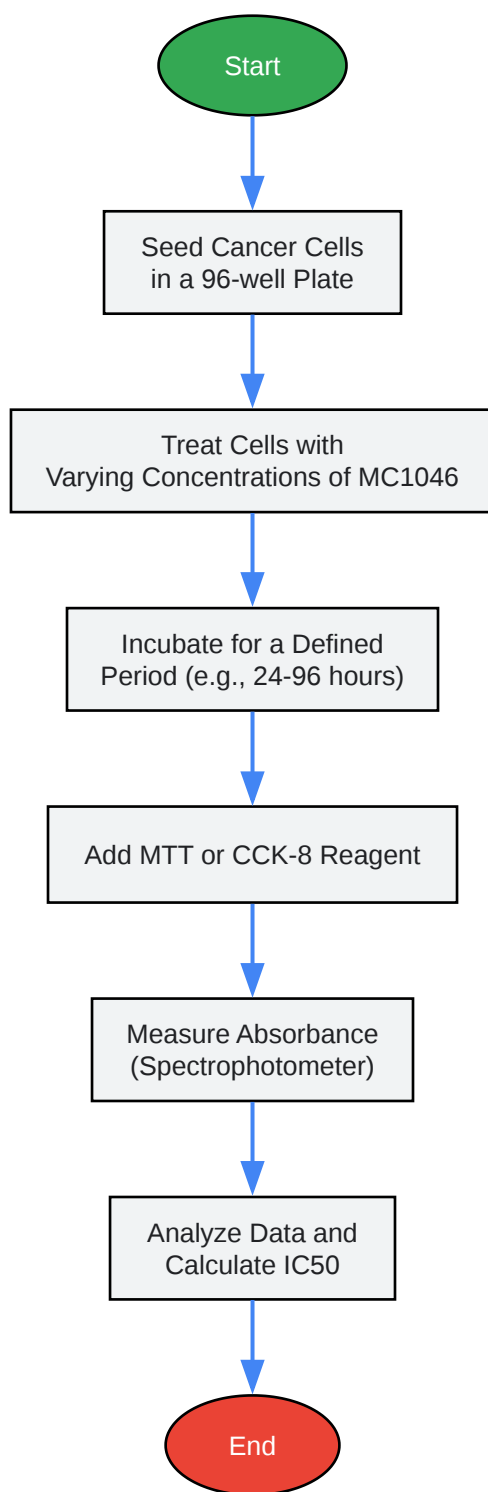 Start
Seed Cancer Cells
in a 96-well Plate
Treat Cells with
Varying Concentrations of MC1046
Incubate for a Defined
Period (e.g., 24-96 hours)
Add MTT or CCK-8 Reagent
Measure Absorbance
(Spectrophotometer)
Analyze Data and
Calculate IC50
End